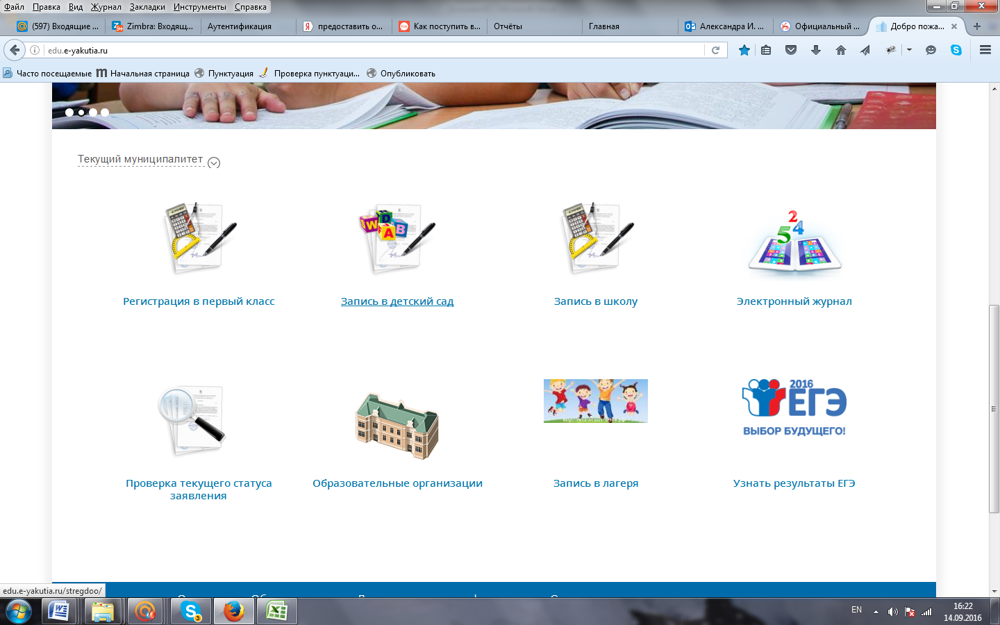 Файл Правка Вид Журнал Закладки Инструменты Справка
(597) Входящие ... Zimbra: Входящ... Аутентификация предоставить о... Как поступить в... Отчёты Главная Александра И. ... Официальный ... Добро пожа...
edu.e-yakutia.ru
Часто посещаемые Начальная страница Пунктуация Проверка пунктуаци... Опубликовать
Текущий муниципалитет
Регистрация в первый класс Запись в детский сад Запись в школу Электронный журнал
2016
ЕГЭ
ВЫБОР БУДУЩЕГО!
Проверка текущего статуса заявления Образовательные организации Запись в лагеря Узнать результаты ЕГЭ
edu.e-yakutia.ru/stregdoo/
EN 16:22
14.09.2016